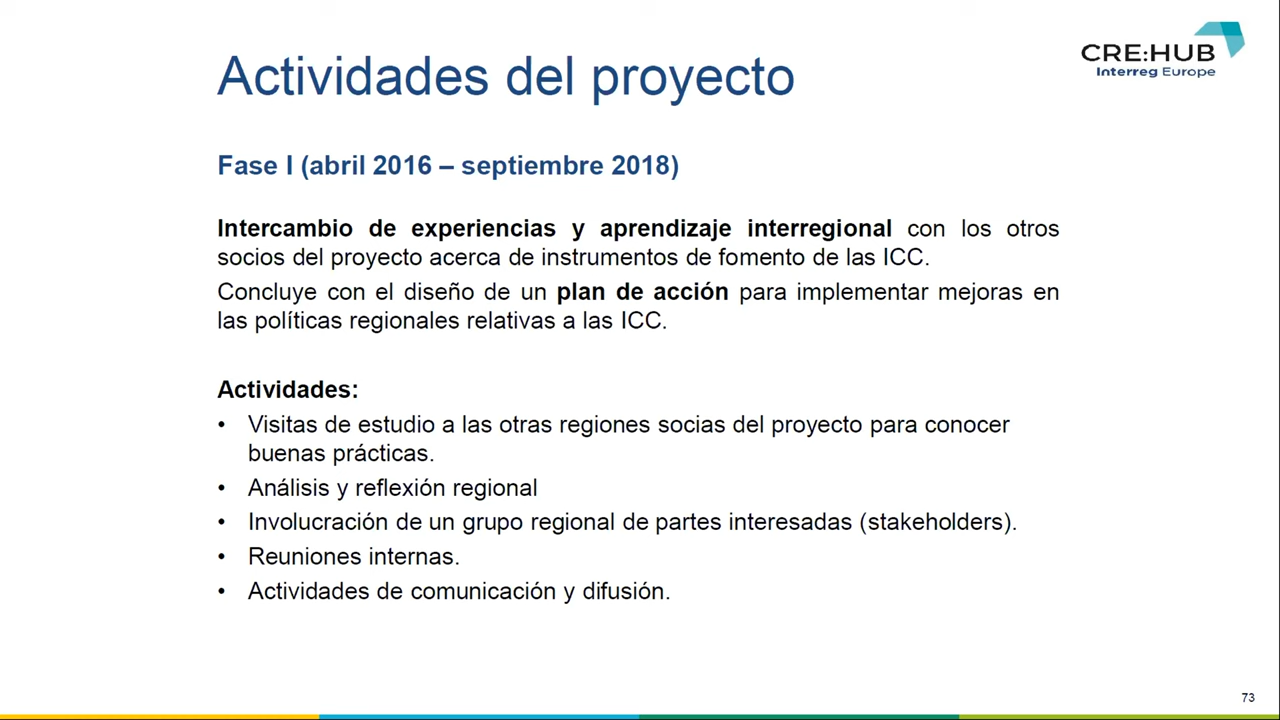 Actividades del proyecto
CRE:HUB
Interreg Europe
Fase I (abril 2016 – septiembre 2018)
Intercambio de experiencias y aprendizaje interregional con los otros
socios del proyecto acerca de instrumentos de fomento de las ICC.
Concluye con el diseño de un plan de acción para implementar mejoras en
las políticas regionales relativas a las ICC.
Actividades:
• Visitas de estudio a las otras regiones socias del proyecto para conocer
buenas prácticas.
• Análisis y reflexión regional
• Involucración de un grupo regional de partes interesadas (stakeholders).
• Reuniones internas.
• Actividades de comunicación y difusión.
73